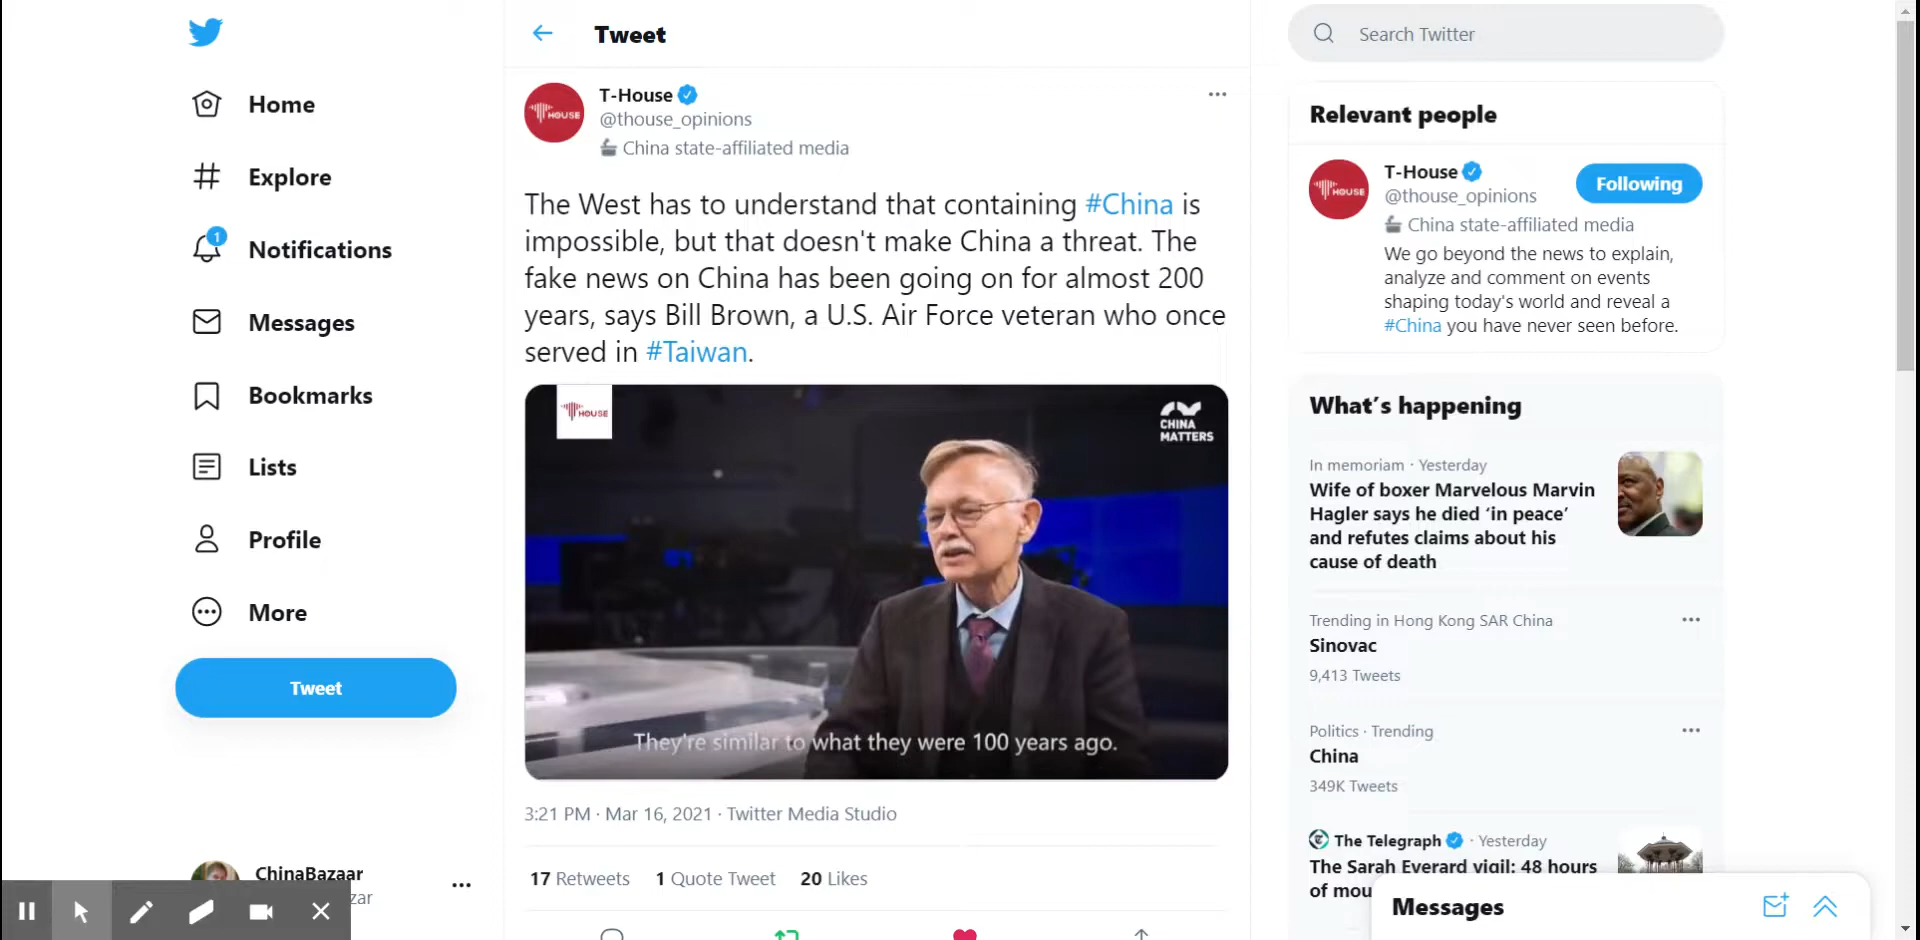 Home
Explore
1
Notifications
Messages
Bookmarks
Lists
Profile
More
Tweet
ChinaBazaar
zar
Tweet
HOUSE
T-House
@thouse_opinions
China state-affiliated media
The West has to understand that containing #China is
impossible, but that doesn't make China a threat. The
fake news on China has been going on for almost 200
years, says Bill Brown, a U.S. Air Force veteran who once
served in #Taiwan.
HOUSE
CHINA
MATTERS
They're similar to what they were 100 years ago.
3:21 PM · Mar 16, 2021 · Twitter Media Studio
17 Retweets 1 Quote Tweet 20 Likes
Search Twitter
Relevant people
HOUSE
T-House
Following
@thouse_opinions
China state-affiliated media
We go beyond the news to explain,
analyze and comment on events
shaping today's world and reveal a
#China you have never seen before.
What's happening
In memoriam · Yesterday
Wife of boxer Marvelous Marvin
Hagler says he died ‘in peace’
and refutes claims about his
cause of death
Trending in Hong Kong SAR China
Sinovac
9,413 Tweets
Politics · Trending
China
349K Tweets
The Telegraph · Yesterday
The Sarah Everard vigil: 48 hours
of mou
Messages